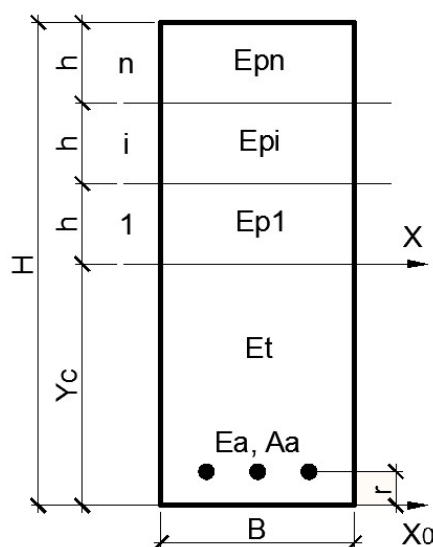 h n Epn
h i Epi
h 1 Ep1
H X
Yc Et
Ea, Aa
r
B X0